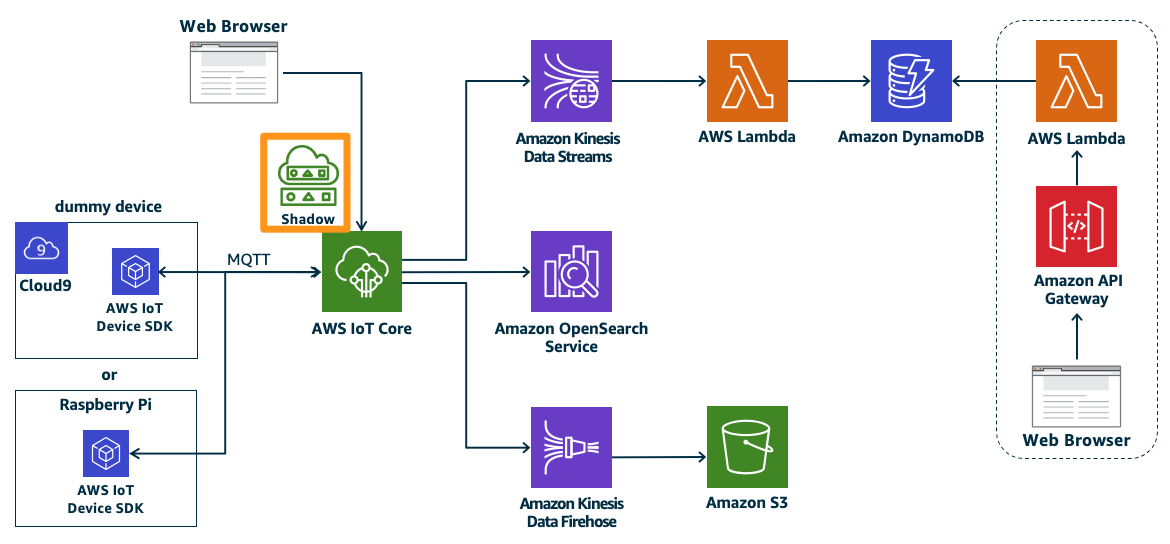 Web Browser
Shadow
dummy device
9
Cloud9
AWS IoT
Device SDK
MQTT
AWS IoT Core
or
Raspberry Pi
AWS IoT
Device SDK
Amazon Kinesis
Data Streams
AWS Lambda
Amazon DynamoDB
Amazon OpenSearch
Service
Amazon Kinesis
Data Firehose
Amazon S3
AWS Lambda
</>
Amazon API
Gateway
Web Browser